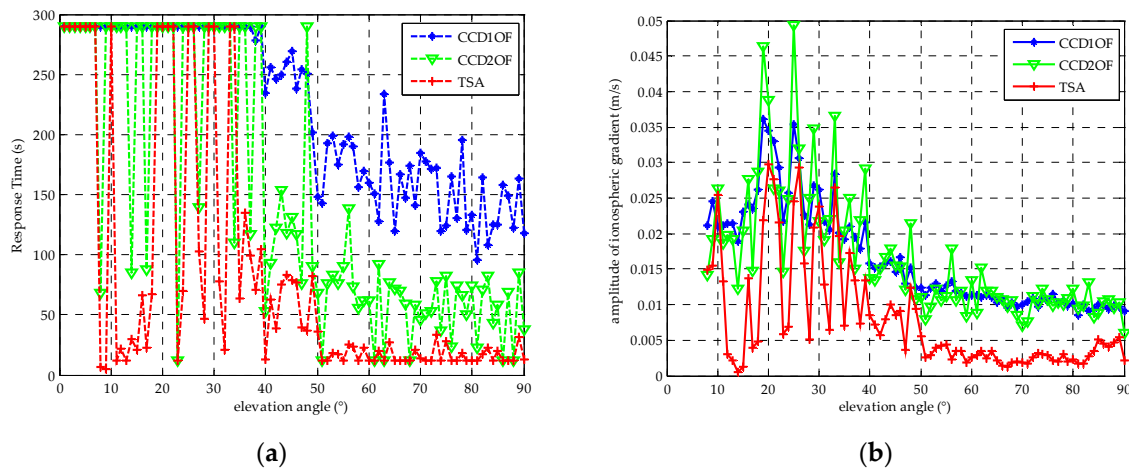 300
250
200
150
100
50
0
Response Time (s)
0 10 20 30 40 50 60 70 80 90
elevation angle (°)
CCD1OF
CCD2OF
TSA
(a)
0.05
0.045
0.04
0.035
0.03
0.025
0.02
0.015
0.01
0.005
0
amplitude of ionospheric gradient (m/s)
0 10 20 30 40 50 60 70 80 90
elevation angle (°)
CCD1OF
CCD2OF
TSA
(b)